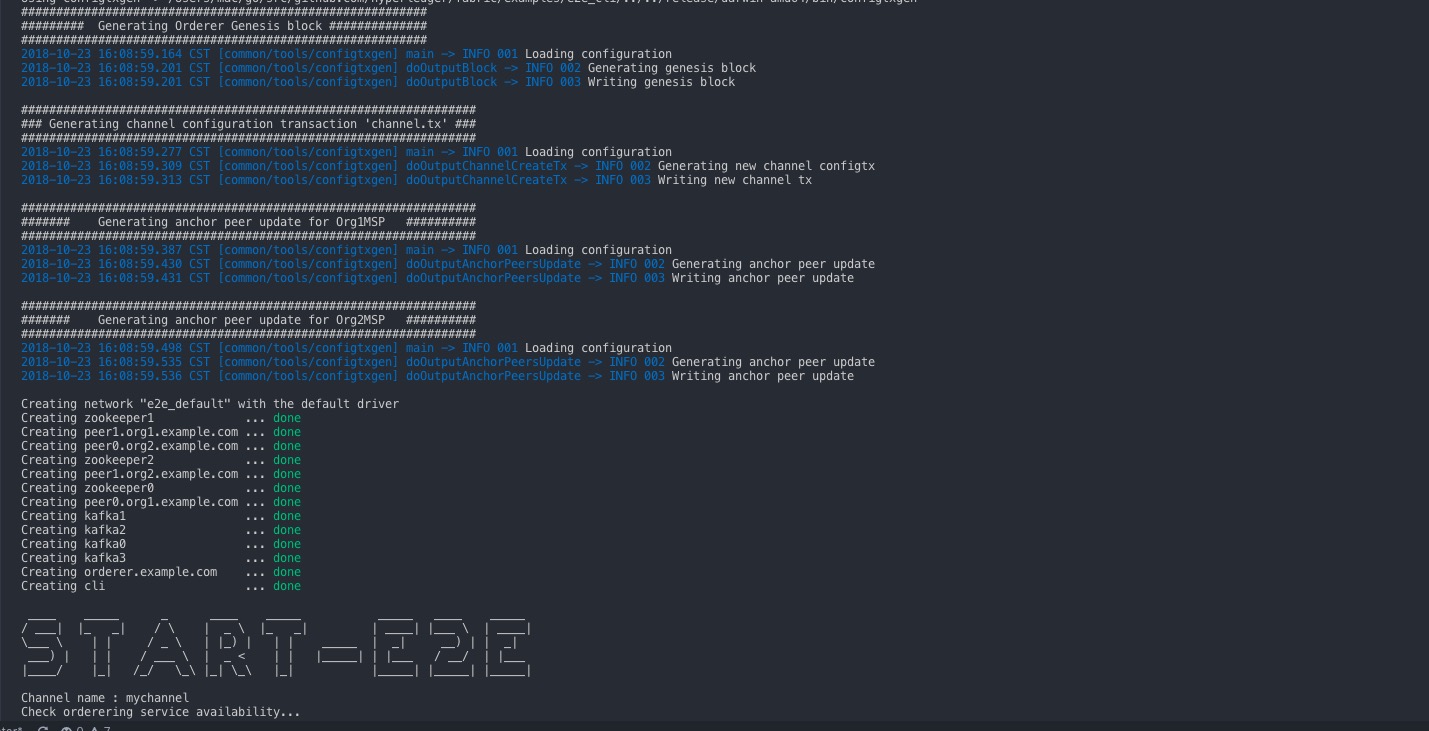 #########  Generating Orderer Genesis block ##############
##########################################################
2018-10-23 16:08:59.164 CST [common/tools/configtxgen] main -> INFO 001 Loading configuration
2018-10-23 16:08:59.201 CST [common/tools/configtxgen] doOutputBlock -> INFO 002 Generating genesis block
2018-10-23 16:08:59.201 CST [common/tools/configtxgen] doOutputBlock -> INFO 003 Writing genesis block
#################################################################
### Generating channel configuration transaction 'channel.tx' ###
#################################################################
2018-10-23 16:08:59.277 CST [common/tools/configtxgen] main -> INFO 001 Loading configuration
2018-10-23 16:08:59.309 CST [common/tools/configtxgen] doOutputChannelCreateTx -> INFO 002 Generating new channel configtx
2018-10-23 16:08:59.313 CST [common/tools/configtxgen] doOutputChannelCreateTx -> INFO 003 Writing new channel tx
#################################################################
#######    Generating anchor peer update for Org1MSP   ##########
#################################################################
2018-10-23 16:08:59.387 CST [common/tools/configtxgen] main -> INFO 001 Loading configuration
2018-10-23 16:08:59.430 CST [common/tools/configtxgen] doOutputAnchorPeersUpdate -> INFO 002 Generating anchor peer update
2018-10-23 16:08:59.431 CST [common/tools/configtxgen] doOutputAnchorPeersUpdate -> INFO 003 Writing anchor peer update
#################################################################
#######    Generating anchor peer update for Org2MSP   ##########
#################################################################
2018-10-23 16:08:59.498 CST [common/tools/configtxgen] main -> INFO 001 Loading configuration
2018-10-23 16:08:59.535 CST [common/tools/configtxgen] doOutputAnchorPeersUpdate -> INFO 002 Generating anchor peer update
2018-10-23 16:08:59.536 CST [common/tools/configtxgen] doOutputAnchorPeersUpdate -> INFO 003 Writing anchor peer update
Creating network "e2e_default" with the default driver
Creating zookeeper1             ... done
Creating peer1.org1.example.com ... done
Creating peer0.org2.example.com ... done
Creating zookeeper2             ... done
Creating peer1.org2.example.com ... done
Creating zookeeper0             ... done
Creating peer0.org1.example.com ... done
Creating kafka1                 ... done
Creating kafka2                 ... done
Creating kafka0                 ... done
Creating kafka3                 ... done
Creating orderer.example.com    ... done
Creating cli                    ... done
START-E2E
Channel name : mychannel
Check orderering service availability...